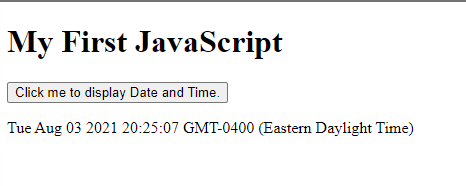 My First JavaScript
Click me to display Date and Time.
Tue Aug 03 2021 20:25:07 GMT-0400 (Eastern Daylight Time)